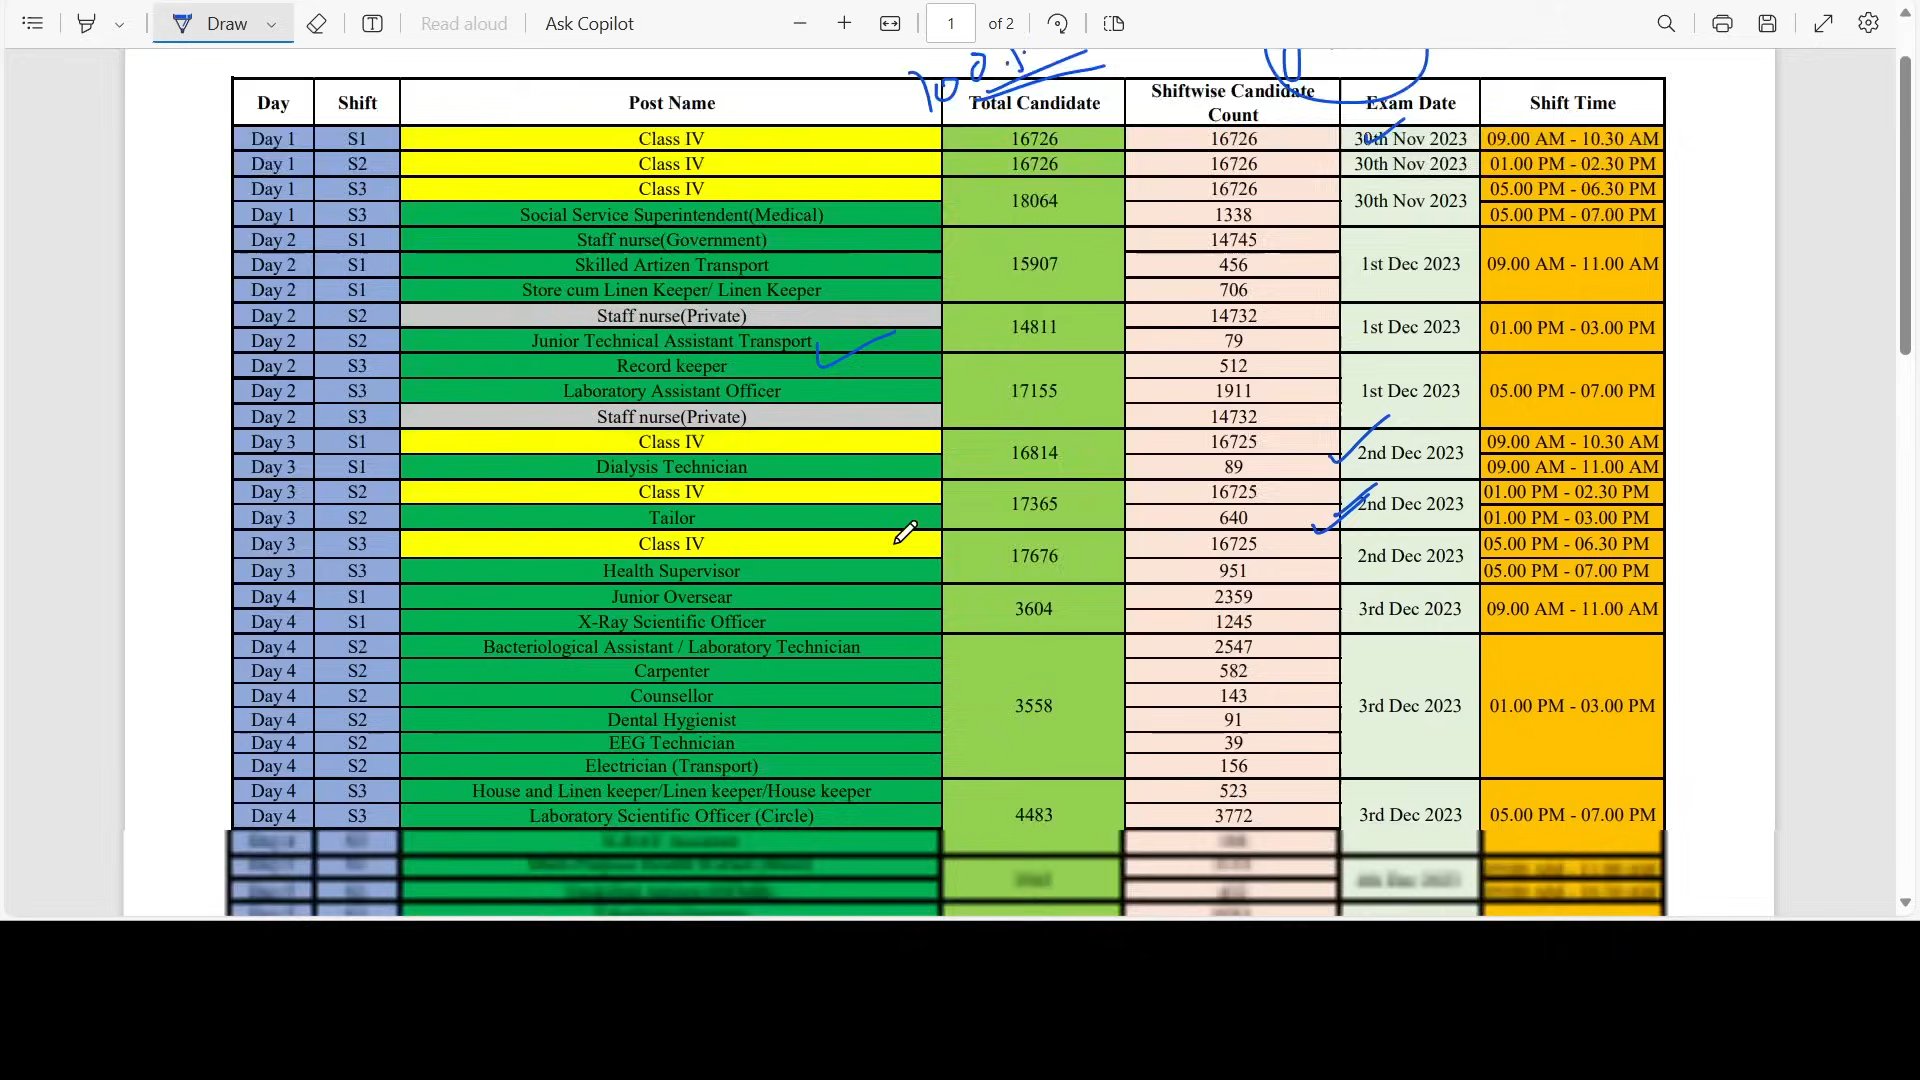 Draw
Read aloud
Ask Copilot
1 of 2
Day Shift Post Name Total Candidate Shiftwise Candidate Count Exam Date Shift Time
Day 1 S1 Class IV 16726 16726 30th Nov 2023 09.00 AM - 10.30 AM
Day 1 S2 Class IV 16726 16726 30th Nov 2023 01.00 PM - 02.30 PM
Day 1 S3 Class IV 18064 16726 30th Nov 2023 05.00 PM - 06.30 PM
Day 1 S3 Social Service Superintendent(Medical) 1338 05.00 PM - 07.00 PM
Day 2 S1 Staff nurse(Government) 15907 14745 1st Dec 2023 09.00 AM - 11.00 AM
Day 2 S1 Skilled Artizen Transport 456
Day 2 S1 Store cum Linen Keeper/ Linen Keeper 706
Day 2 S2 Staff nurse(Private) 14811 14732 1st Dec 2023 01.00 PM - 03.00 PM
Day 2 S2 Junior Technical Assistant Transport 79
Day 2 S3 Record keeper 17155 512 1st Dec 2023 05.00 PM - 07.00 PM
Day 2 S3 Laboratory Assistant Officer 1911
Day 2 S3 Staff nurse(Private) 14732
Day 3 S1 Class IV 16814 16725 2nd Dec 2023 09.00 AM - 10.30 AM
Day 3 S1 Dialysis Technician 89 09.00 AM - 11.00 AM
Day 3 S2 Class IV 17365 16725 2nd Dec 2023 01.00 PM - 02.30 PM
Day 3 S2 Tailor 640 01.00 PM - 03.00 PM
Day 3 S3 Class IV 17676 16725 2nd Dec 2023 05.00 PM - 06.30 PM
Day 3 S3 Health Supervisor 951 05.00 PM - 07.00 PM
Day 4 S1 Junior Oversear 3604 2359 3rd Dec 2023 09.00 AM - 11.00 AM
Day 4 S1 X-Ray Scientific Officer 1245
Day 4 S2 Bacteriological Assistant / Laboratory Technician 3558 2547 3rd Dec 2023 01.00 PM - 03.00 PM
Day 4 S2 Carpenter 582
Day 4 S2 Counsellor 143
Day 4 S2 Dental Hygienist 91
Day 4 S2 EEG Technician 39
Day 4 S2 Electrician (Transport) 156
Day 4 S3 House and Linen keeper/Linen keeper/House keeper 4483 523 3rd Dec 2023 05.00 PM - 07.00 PM
Day 4 S3 Laboratory Scientific Officer (Circle) 3772